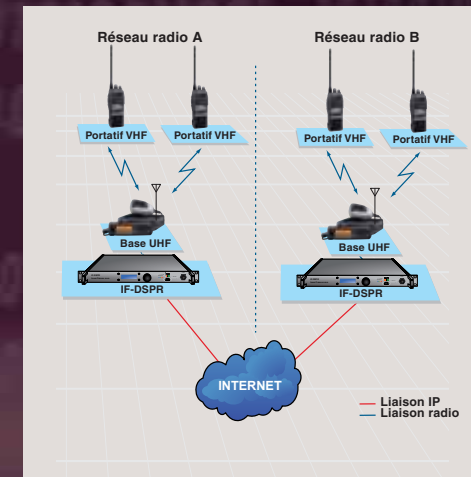 Réseau radio A
Réseau radio B
Portatif VHF
Portatif VHF
Portatif VHF
Portatif VHF
Base UHF
Base UHF
IF-DSPR
IF-DSPR
INTERNET
Liaison IP
Liaison radio